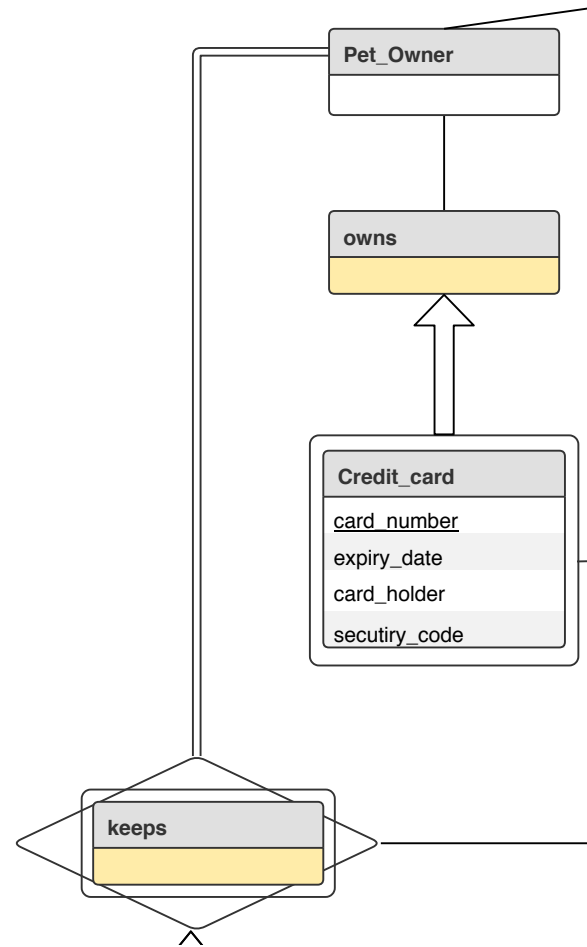 Pet_Owner
owns
Credit_card
card_number
expiry_date
card_holder
secutiry_code
keeps